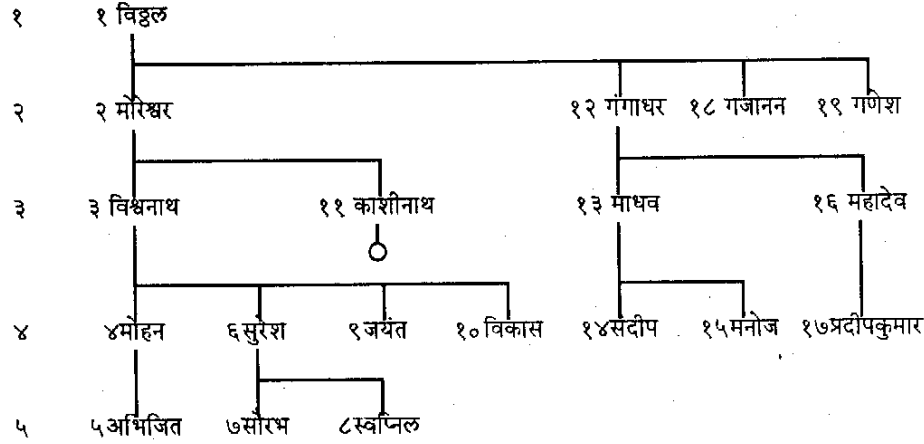 १ १ विठ्ठल
२ २ मोरेश्वर १२ गंगाधर १८ गजानन १९ गणेश
३ ३ विश्वनाथ ११ काशीनाथ १३ माधव १६ महादेव
४ ४मोहन ६सुरेश ९जयंत १०विकास १४संदीप १५मनोज १७प्रदीपकुमार
५ ५अभिजित ७सौरभ ८स्वप्निल